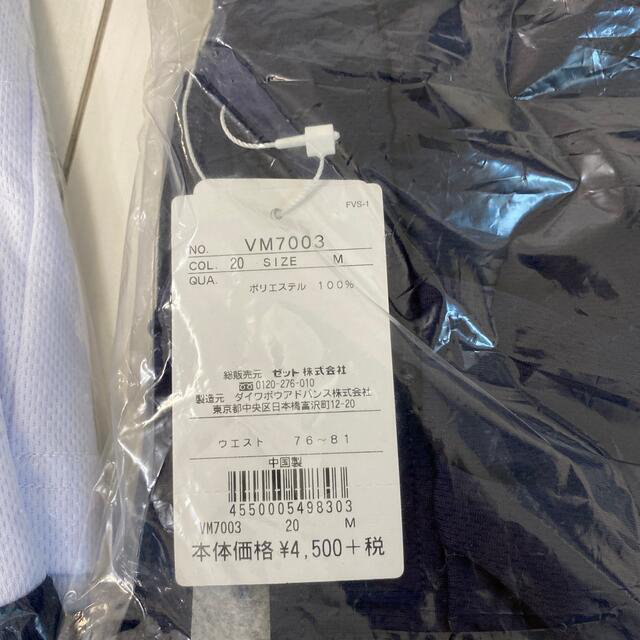 FVS-1
NO. VM7003
COL. 20 SIZE M
QUA. ポリエステル 100%
総販売元 ゼット株式会社
0120-276-010
製造元 ダイワボウアドバンス株式会社
東京都中央区日本橋富沢町12-20
ウエスト 76~81
中国製
4550005498303
VM7003 20 M
本体価格¥4,500+税